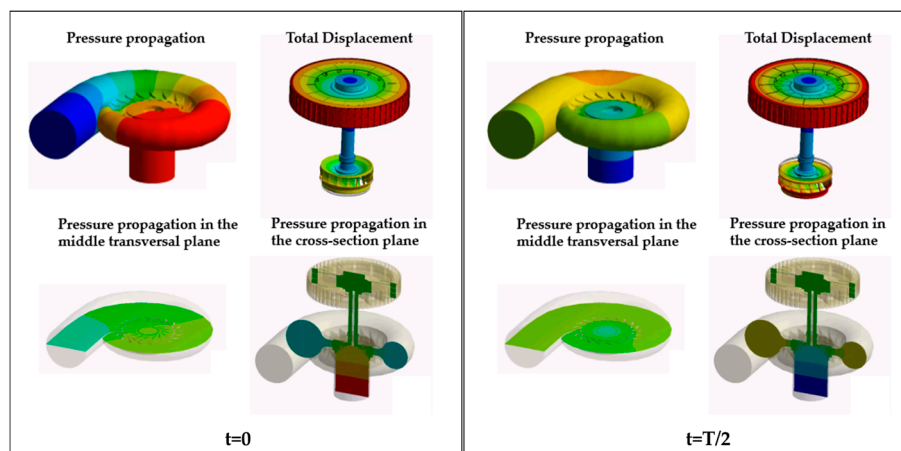 Pressure propagation
Total Displacement
Pressure propagation in the
middle transversal plane
Pressure propagation in
the cross-section plane
t=0
Pressure propagation
Total Displacement
Pressure propagation in the
middle transversal plane
Pressure propagation in
the cross-section plane
t=T/2